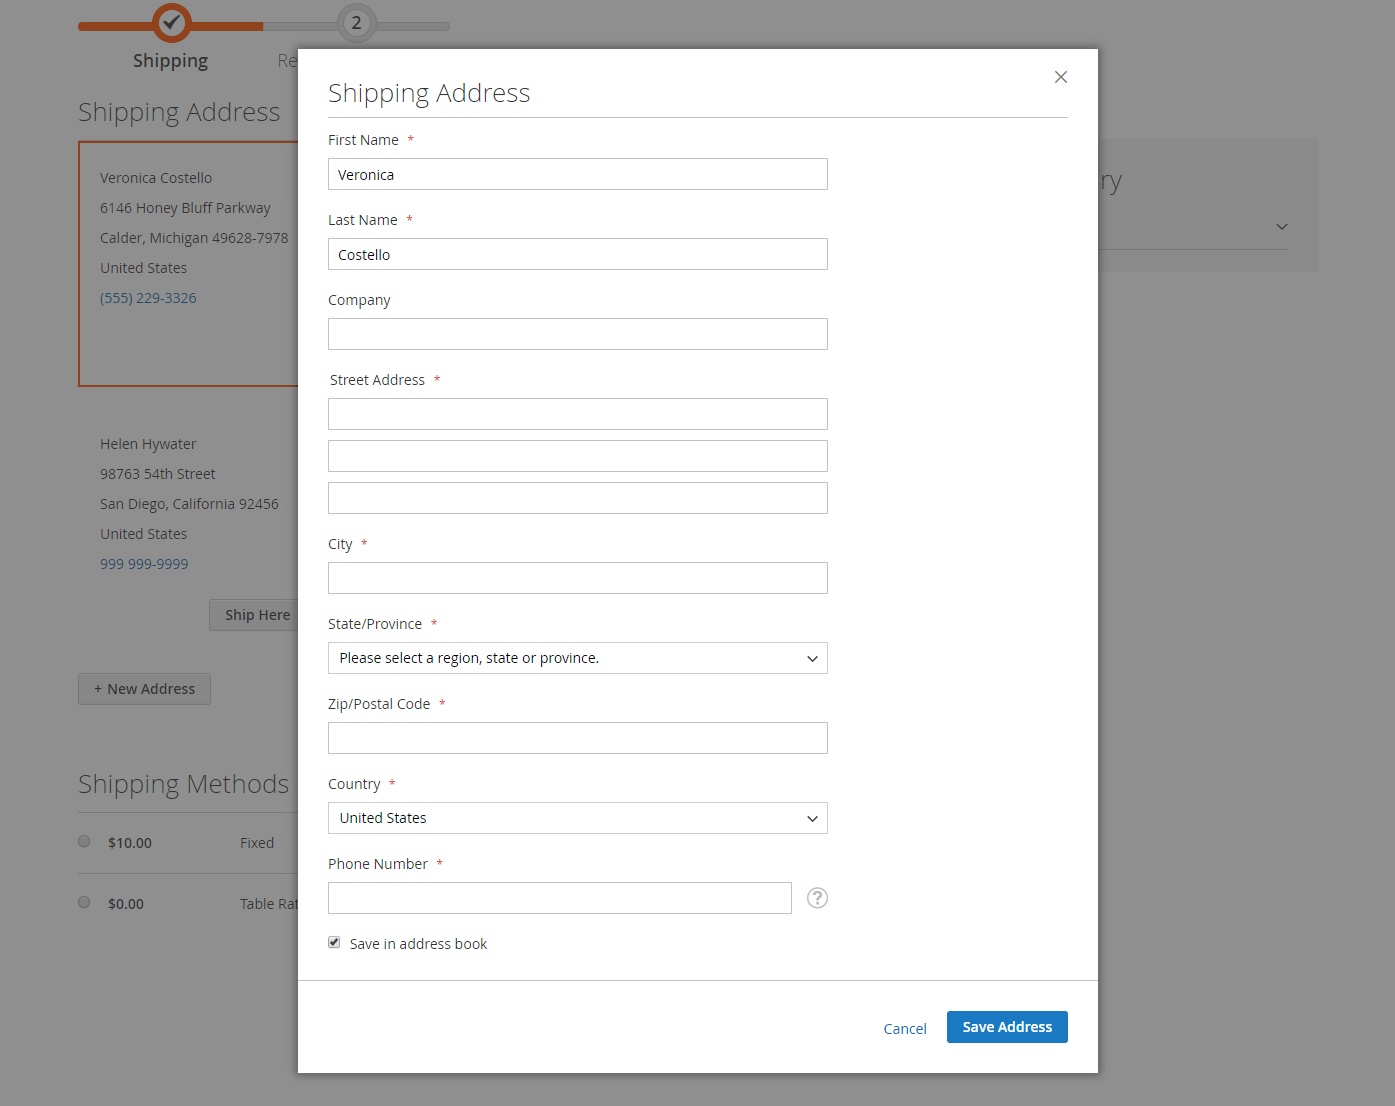 2
Shipping
Re
Shipping Address
Veronica Costello
6146 Honey Bluff Parkway
Calder, Michigan 49628-7978
United States
(555) 229-3326
Helen Hywater
98763 54th Street
San Diego, California 92456
United States
999 999-9999
Ship Here
+ New Address
Shipping Methods
$10.00 Fixed
$0.00 Table Rat
ry
Shipping Address
First Name *
Veronica
Last Name *
Costello
Company
Street Address *
City *
State/Province *
Please select a region, state or province.
Zip/Postal Code *
Country *
United States
Phone Number *
?
Save in address book
Cancel
Save Address